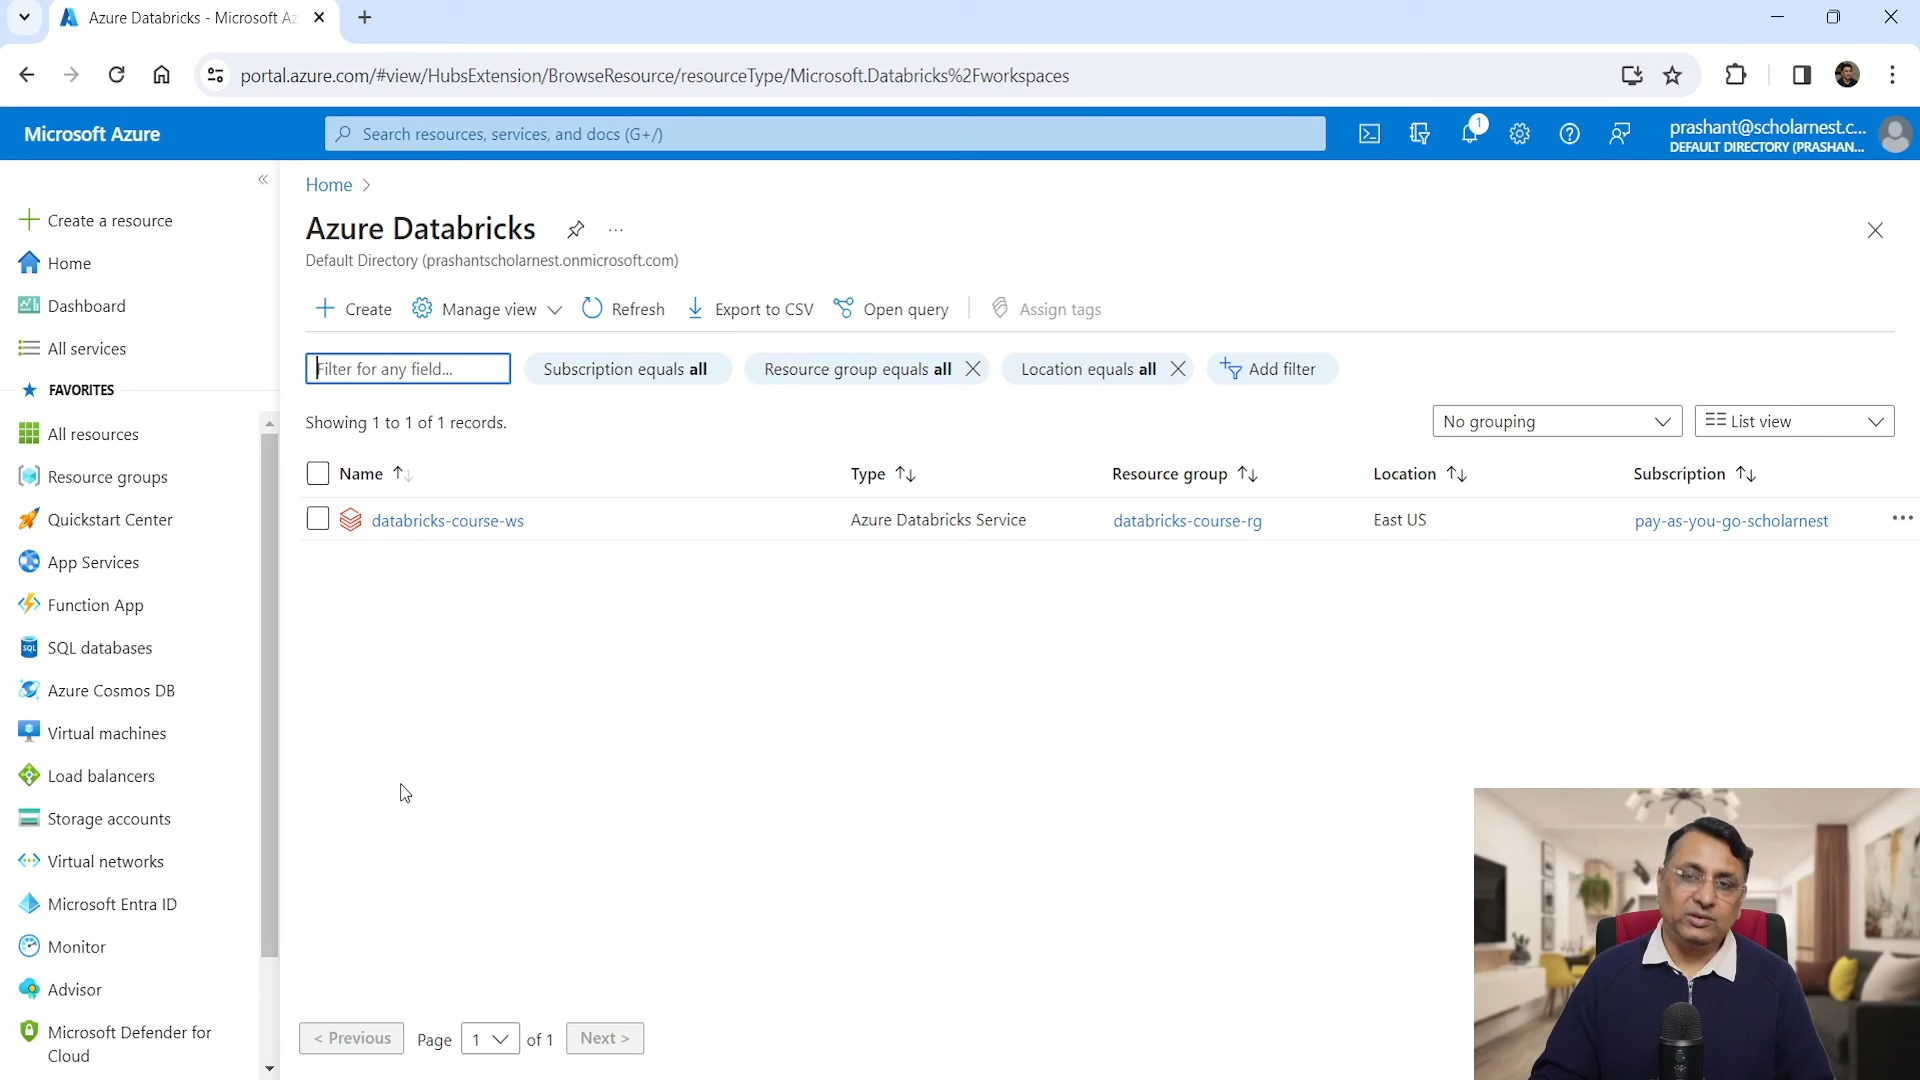 Azure Databricks - Microsoft Az
portal.azure.com/#view/HubsExtension/BrowseResource/resourceType/Microsoft.Databricks%2Fworkspaces
Microsoft Azure
Search resources, services, and docs (G+/)
1
prashant@scholarnest.c...
DEFAULT DIRECTORY (PRASHAN...
Create a resource
Home
Dashboard
All services
FAVORITES
All resources
Resource groups
Quickstart Center
App Services
Function App
SQL databases
Azure Cosmos DB
Virtual machines
Load balancers
Storage accounts
Virtual networks
Microsoft Entra ID
Monitor
Advisor
Microsoft Defender for
Cloud
Home >
Azure Databricks ...
Default Directory (prashantscholarnest.onmicrosoft.com)
Create Manage view Refresh Export to CSV Open query Assign tags
Filter for any field... Subscription equals all Resource group equals all Location equals all Add filter
Showing 1 to 1 of 1 records.
No grouping List view
Name Type Resource group Location Subscription
databricks-course-ws Azure Databricks Service databricks-course-rg East US pay-as-you-go-scholarnest ...
< Previous Page 1 of 1 Next >